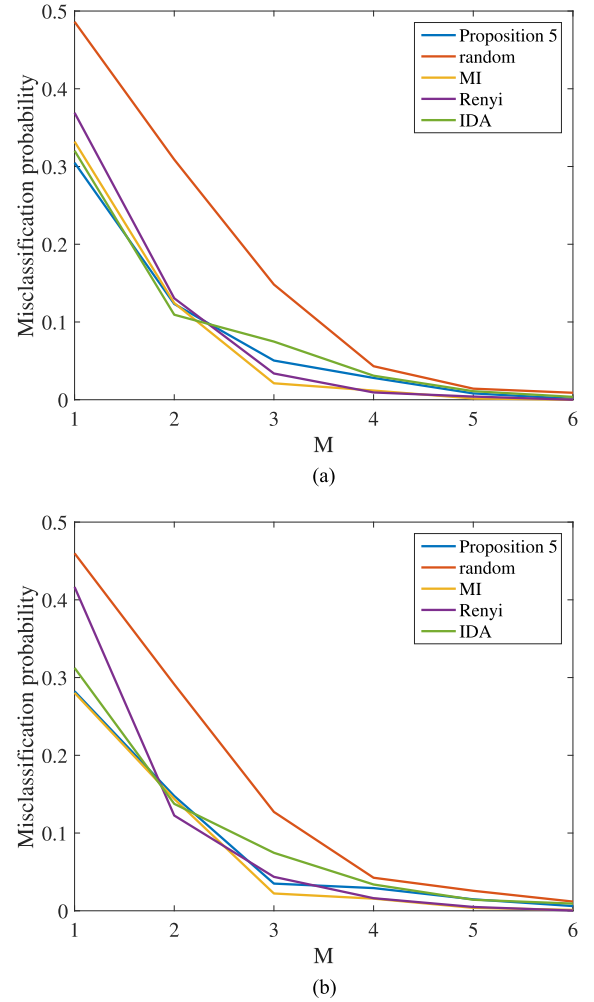 0.5
0.4
0.3
0.2
0.1
0
Misclassification probability
Proposition 5
random
MI
Renyi
IDA
1 2 3 4 5 6
M
(a)
0.5
0.4
0.3
0.2
0.1
0
Misclassification probability
Proposition 5
random
MI
Renyi
IDA
1 2 3 4 5 6
M
(b)